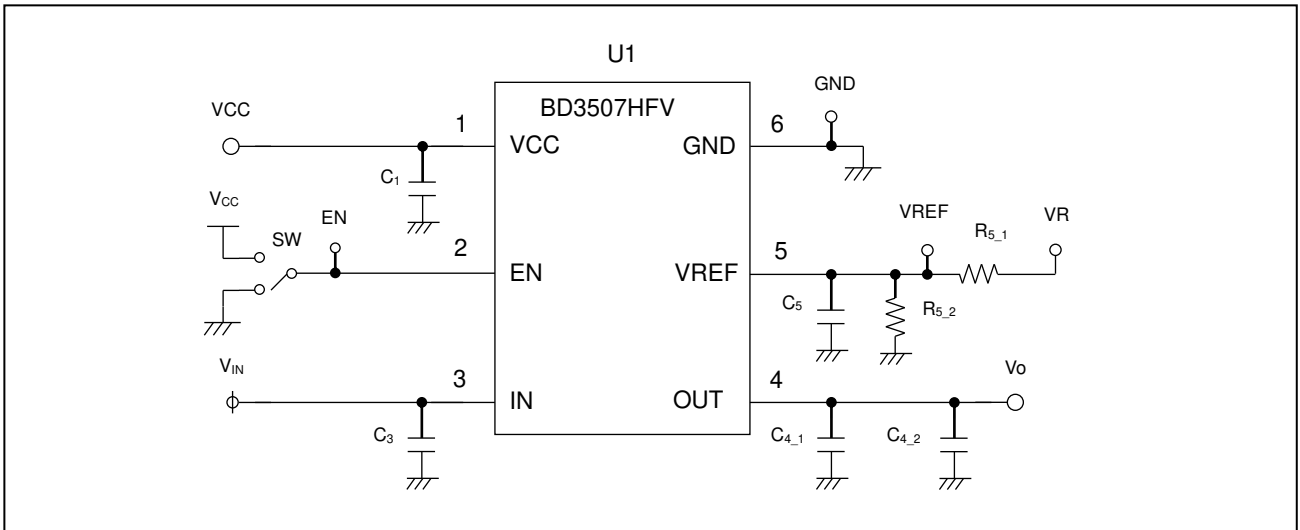 U1
BD3507HFV
VCC
1
VCC
C1
VCC
SW
EN
2
EN
VIN
3
IN
C3
GND
6
GND
VREF
R5_1
VR
5
VREF
C5
R5_2
4
OUT
Vo
C4_1
C4_2